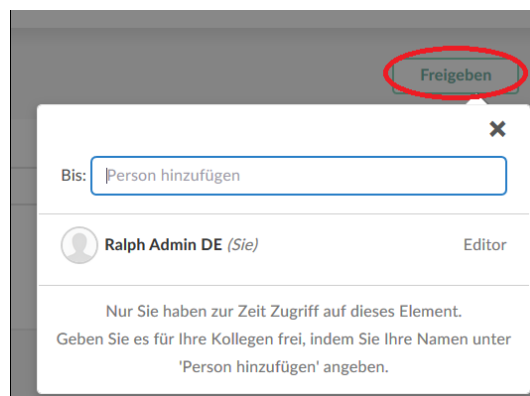 Freigeben
Bis: Person hinzufügen
Ralph Admin DE (Sie) Editor
Nur Sie haben zur Zeit Zugriff auf dieses Element.
Geben Sie es für Ihre Kollegen frei, indem Sie Ihre Namen unter
'Person hinzufügen' angeben.